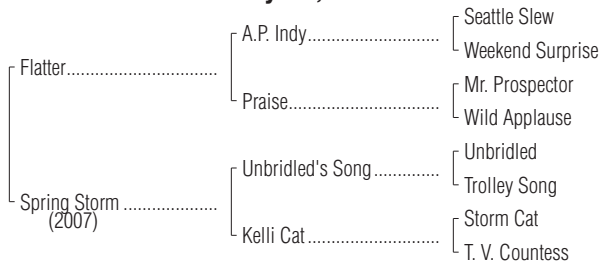 Seattle Slew
A.P. Indy
Weekend Surprise
Flatter
Mr. Prospector
Praise
Wild Applause
Unbridled
Unbridled's Song
Trolley Song
Spring Storm
(2007)
Storm Cat
Kelli Cat
T. V. Countess